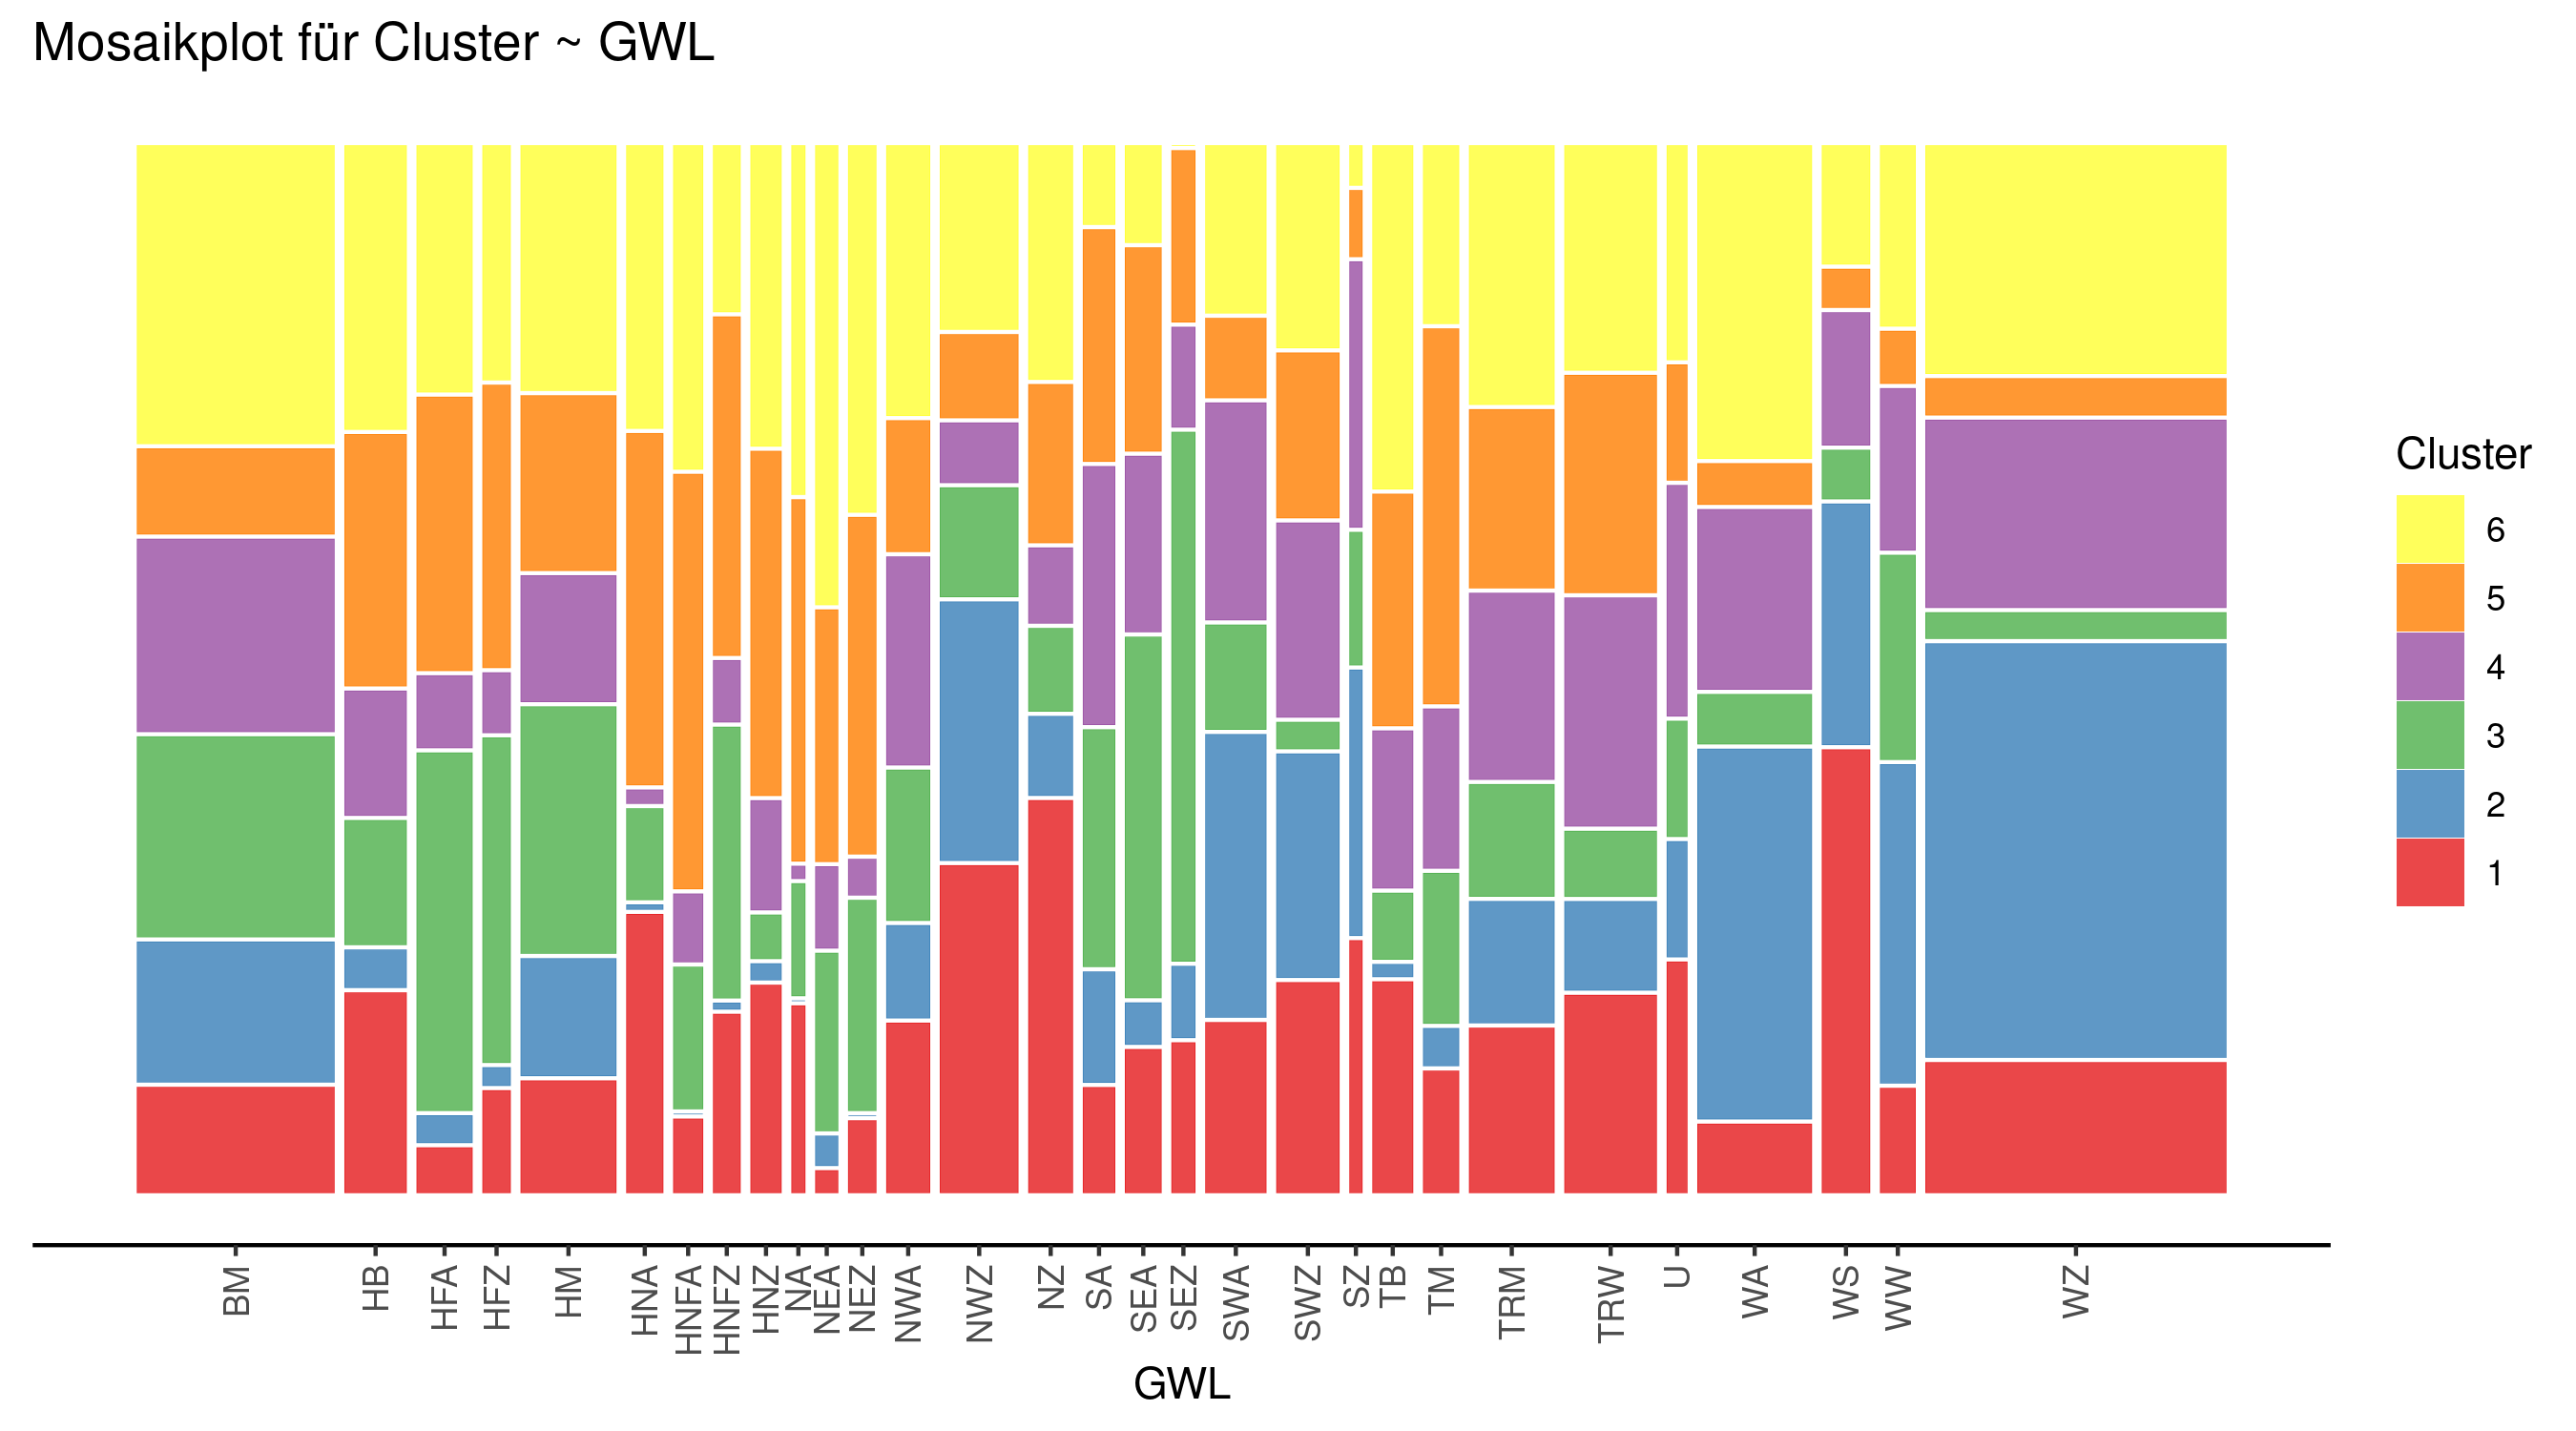 Mosaikplot für Cluster ~ GWL
Cluster
6
5
4
3
2
1
BM HB HFA HFZ HM HNA HNFA HNFZ HNZ NA NEA NEZ NWA NWZ NZ SA SEA SEZ SWA SWZ SZ TB TM TRM TRW U WA WS WW WZ
GWL